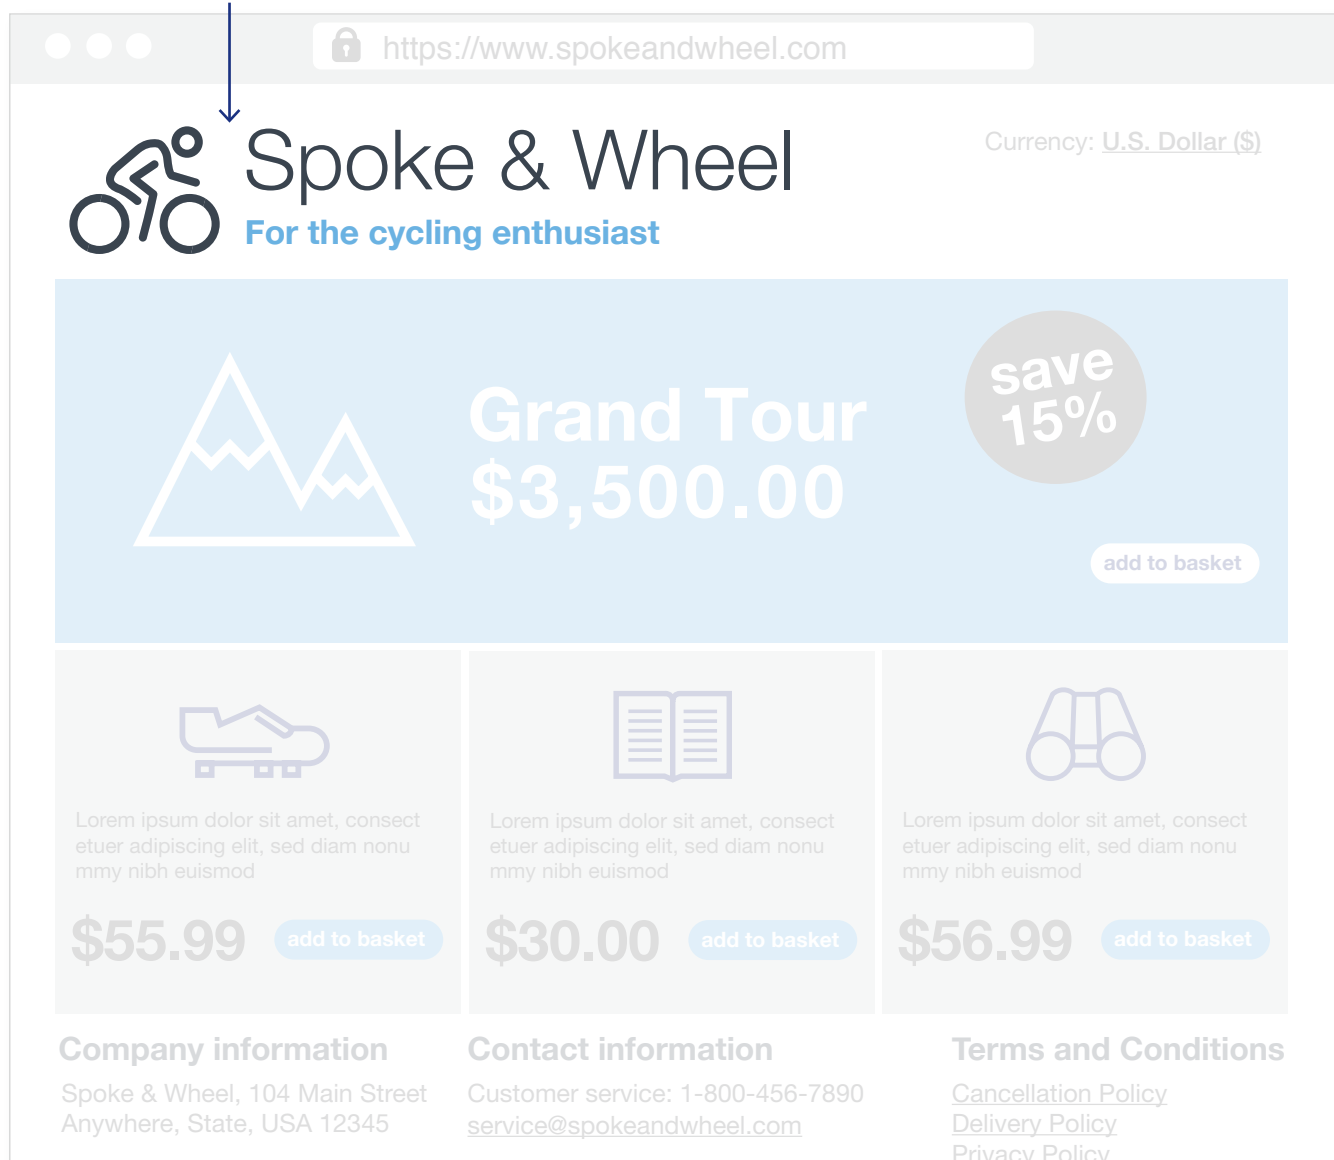 https://www.spokeandwheel.com
Spoke & Wheel
For the cycling enthusiast
Currency: U.S. Dollar ($)
Grand Tour
$3,500.00
save
15%
add to basket
Lorem ipsum dolor sit amet, consect
etuer adipiscing elit, sed diam nonu
mmy nibh euismod
$55.99
add to basket
Lorem ipsum dolor sit amet, consect
etuer adipiscing elit, sed diam nonu
mmy nibh euismod
$30.00
add to basket
Lorem ipsum dolor sit amet, consect
etuer adipiscing elit, sed diam nonu
mmy nibh euismod
$56.99
add to basket
Company information
Spoke & Wheel, 104 Main Street
Anywhere, State, USA 12345
Contact information
Customer service: 1-800-456-7890
service@spokeandwheel.com
Terms and Conditions
Cancellation Policy
Delivery Policy
Privacy Policy